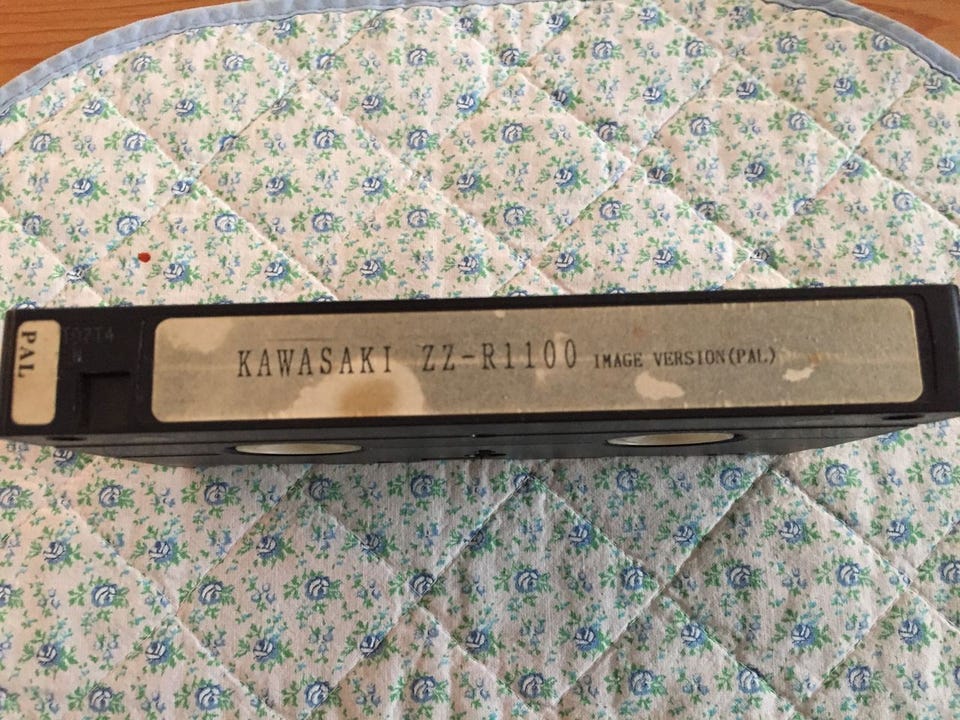 PAL
KAWASAKI ZZ-R1100 IMAGE VERSION(PAL)